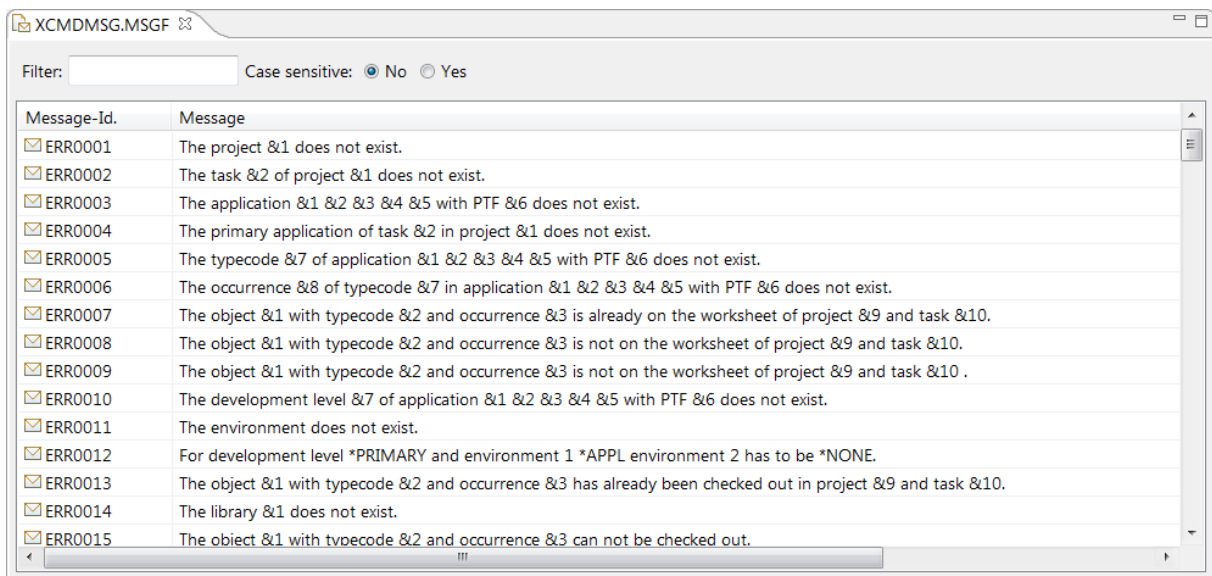 XCMDMSG.MSGF
Filter: Case sensitive: No Yes
Message-Id. Message
ERR0001 The project &1 does not exist.
ERR0002 The task &2 of project &1 does not exist.
ERR0003 The application &1 &2 &3 &4 &5 with PTF &6 does not exist.
ERR0004 The primary application of task &2 in project &1 does not exist.
ERR0005 The typecode &7 of application &1 &2 &3 &4 &5 with PTF &6 does not exist.
ERR0006 The occurrence &8 of typecode &7 in application &1 &2 &3 &4 &5 with PTF &6 does not exist.
ERR0007 The object &1 with typecode &2 and occurrence &3 is already on the worksheet of project &9 and task &10.
ERR0008 The object &1 with typecode &2 and occurrence &3 is not on the worksheet of project &9 and task &10.
ERR0009 The object &1 with typecode &2 and occurrence &3 is not on the worksheet of project &9 and task &10 .
ERR0010 The development level &7 of application &1 &2 &3 &4 &5 with PTF &6 does not exist.
ERR0011 The environment does not exist.
ERR0012 For development level *PRIMARY and environment 1 *APPL environment 2 has to be *NONE.
ERR0013 The object &1 with typecode &2 and occurrence &3 has already been checked out in project &9 and task &10.
ERR0014 The library &1 does not exist.
ERR0015 The object &1 with typecode &2 and occurrence &3 can not be checked out.